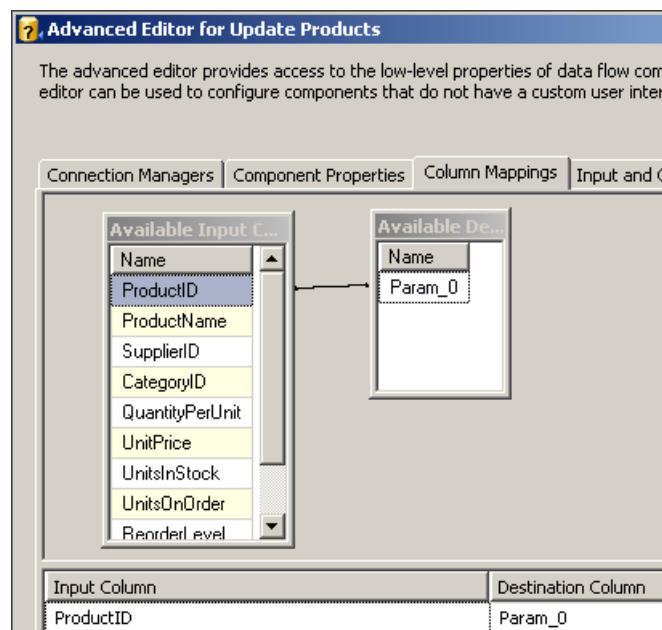 Advanced Editor for Update Products
The advanced editor provides access to the low-level properties of data flow com
editor can be used to configure components that do not have a custom user inter
Connection Managers Component Properties Column Mappings Input and
Available Input C...
Name
ProductID
ProductName
SupplierID
CategoryID
QuantityPerUnit
UnitPrice
UnitsInStock
UnitsOnOrder
ReorderLevel
Available De...
Name
Param_0
Input Column Destination Column
ProductID Param_0